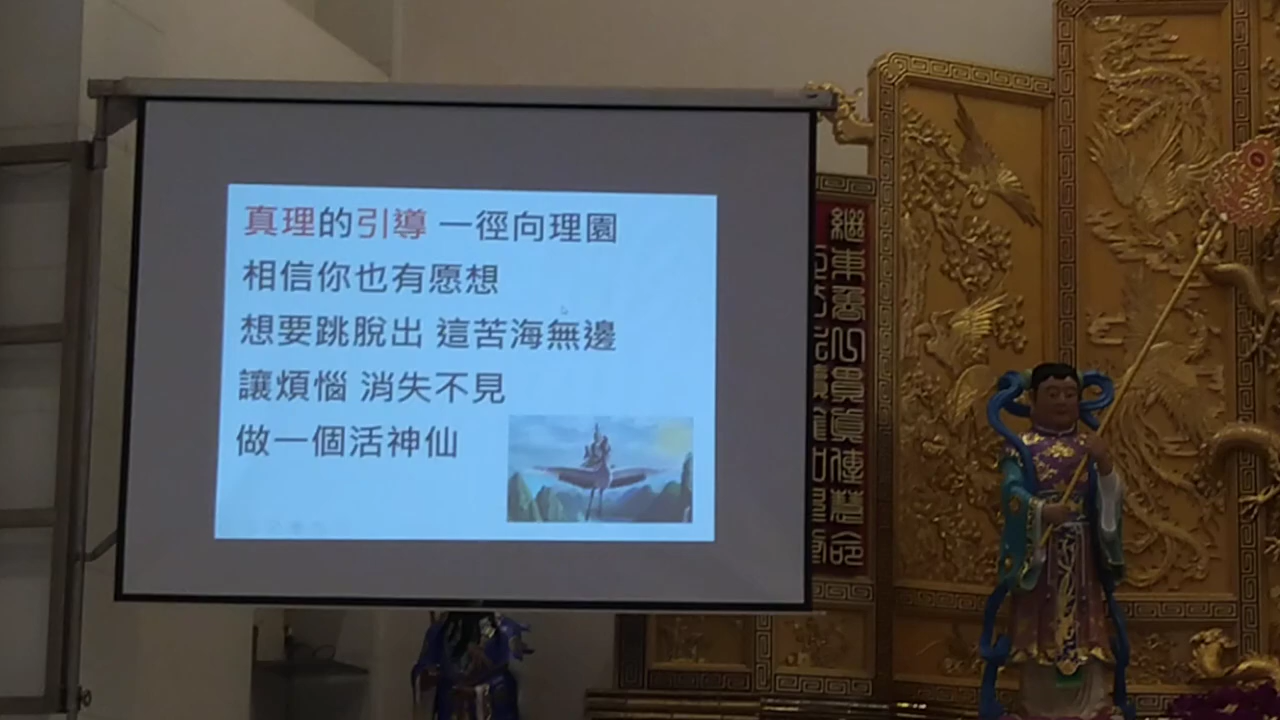 真理的引導 一徑向理園
相信你也有愿想
想要跳脫出 這苦海無邊
讓煩惱 消失不見
做一個活神仙